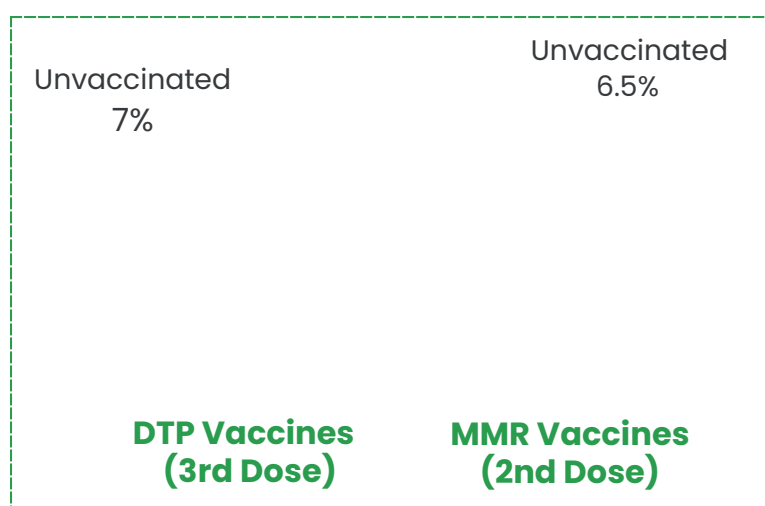 Unvaccinated
7%
Unvaccinated
6.5%
DTP Vaccines
(3rd Dose)
MMR Vaccines
(2nd Dose)